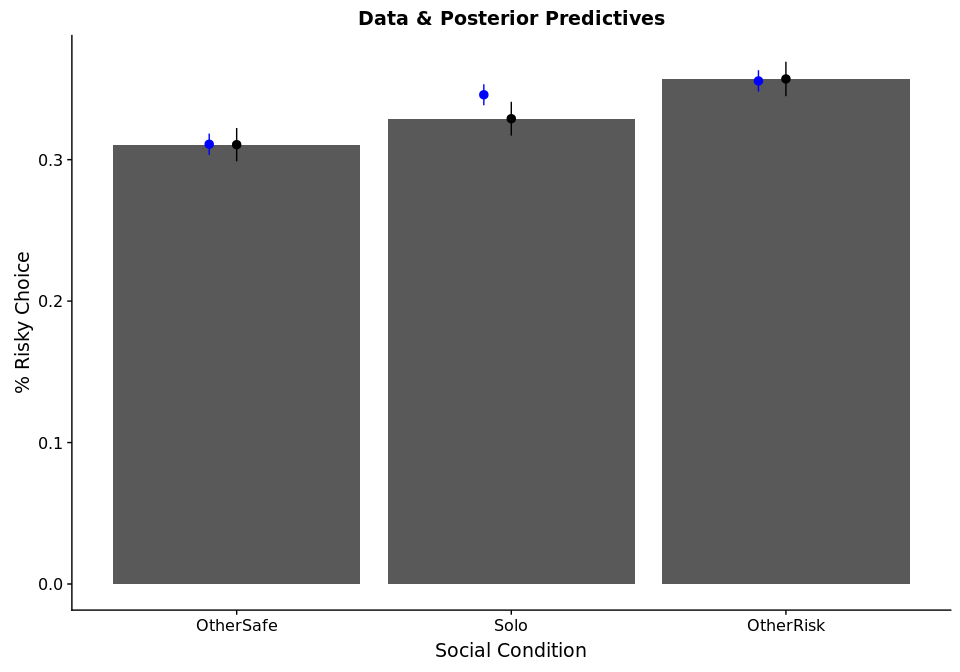 Data & Posterior Predictives
% Risky Choice
0.3
0.2
0.1
0.0
OtherSafe
Solo
OtherRisk
Social Condition